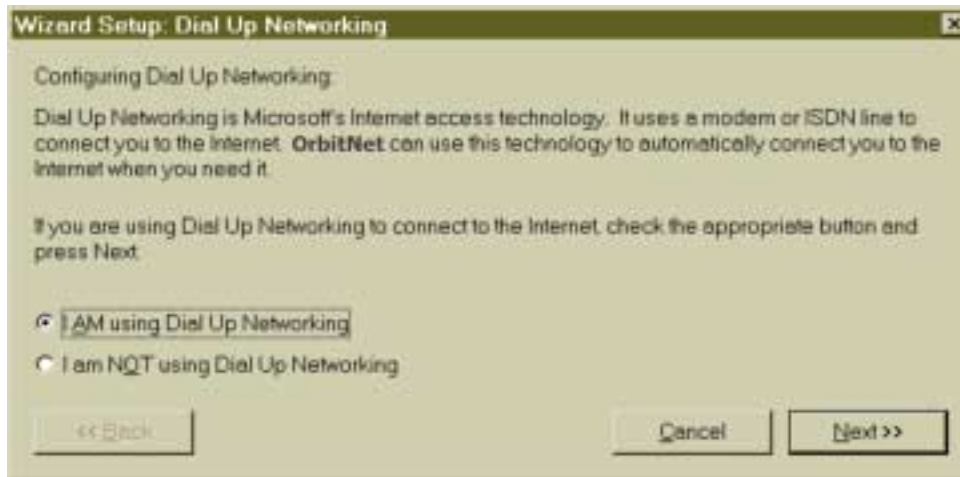 Wizard Setup: Dial Up Networking
Configuring Dial Up Networking:
Dial Up Networking is Microsoft's Internet access technology. It uses a modem or ISDN line to
connect you to the Internet. OrbitNet can use this technology to automatically connect you to the
Internet when you need it.
If you are using Dial Up Networking to connect to the Internet, check the appropriate button and
press Next.
I AM using Dial Up Networking
I am NOT using Dial Up Networking
<< Back
Cancel
Next >>